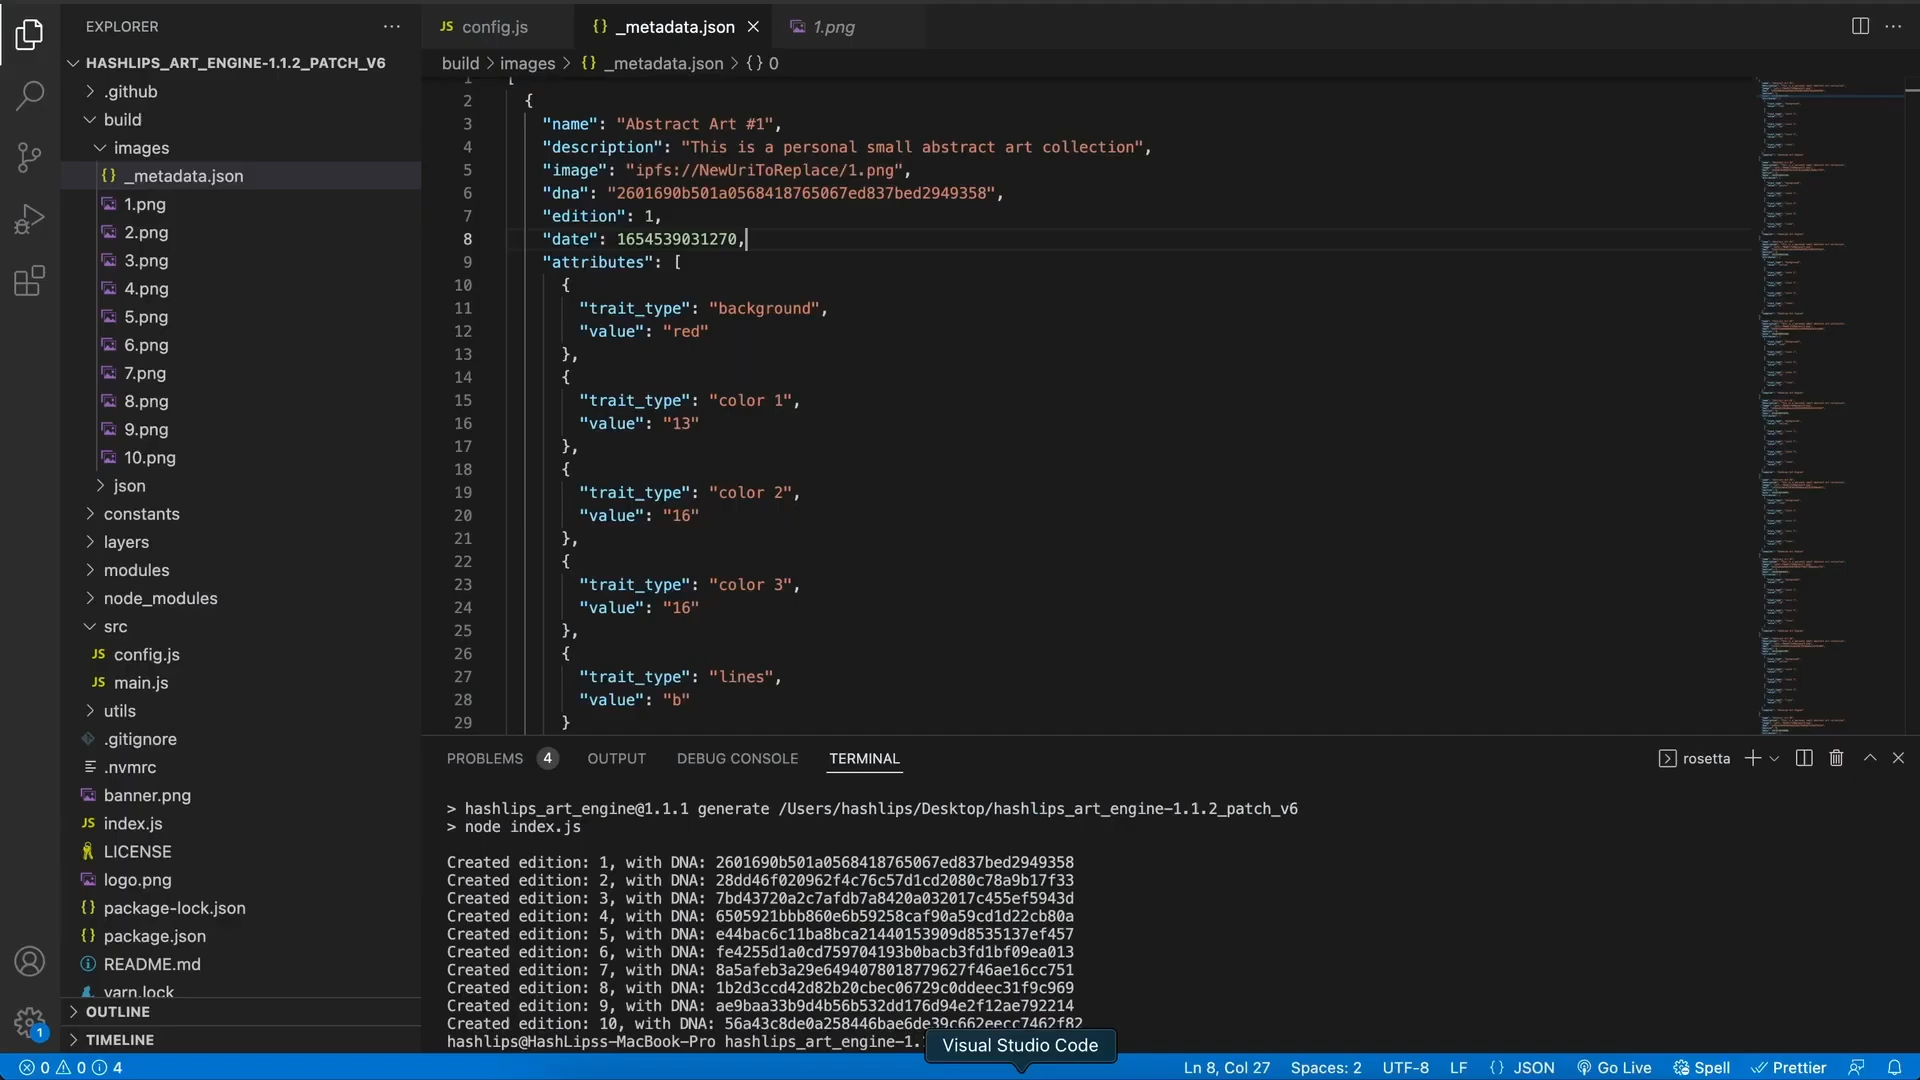 EXPLORER
HASHLIPS_ART_ENGINE-1.1.2_PATCH_V6
.github
build
images
{} _metadata.json
1.png
2.png
3.png
4.png
5.png
6.png
7.png
8.png
9.png
10.png
json
constants
layers
modules
node_modules
src
JS config.js
JS main.js
utils
.gitignore
.nvmrc
banner.png
JS index.js
LICENSE
logo.png
{} package-lock.json
{} package.json
README.md
yarn.lock
OUTLINE
TIMELINE
1
JS config.js
{} _metadata.json
1.png
build > images > {} _metadata.json > {} 0
1 [
2 {
3 "name": "Abstract Art #1",
4 "description": "This is a personal small abstract art collection",
5 "image": "ipfs://NewUriToReplace/1.png",
6 "dna": "2601690b501a0568418765067ed837bed2949358",
7 "edition": 1,
8 "date": 1654539031270,
9 "attributes": [
10 {
11 "trait_type": "background",
12 "value": "red"
13 },
14 {
15 "trait_type": "color 1",
16 "value": "13"
17 },
18 {
19 "trait_type": "color 2",
20 "value": "16"
21 },
22 {
23 "trait_type": "color 3",
24 "value": "16"
25 },
26 {
27 "trait_type": "lines",
28 "value": "b"
29 }
PROBLEMS 4 OUTPUT DEBUG CONSOLE TERMINAL
rosetta
> hashlips_art_engine@1.1.1 generate /Users/hashlips/Desktop/hashlips_art_engine-1.1.2_patch_v6
> node index.js
Created edition: 1, with DNA: 2601690b501a0568418765067ed837bed2949358
Created edition: 2, with DNA: 28dd46f020962f4c76c57d1cd2080c78a9b17f33
Created edition: 3, with DNA: 7bd43720a2c7afdb7a8420a032017c455ef5943d
Created edition: 4, with DNA: 6505921bbb860e6b59258caf90a59cd1d22cb80a
Created edition: 5, with DNA: e44bac6c11ba8bca21440153909d8535137ef457
Created edition: 6, with DNA: fe4255d1a0cd759704193b0bacb3fd1bf09ea013
Created edition: 7, with DNA: 8a5afeb3a29e6494078018779627f46ae16cc751
Created edition: 8, with DNA: 1b2d3ccd42d82b20cbec06729c0ddeec31f9c969
Created edition: 9, with DNA: ae9baa33b9d4b56b532dd176d94e2f12ae792214
Created edition: 10, with DNA: 56a43c8de0a258446bae6de39c662eecc7462f82
hashlips@HashLipss-MacBook-Pro hashlips_art_engine-1.
Visual Studio Code
0 0 4
Ln 8, Col 27 Spaces: 2 UTF-8 LF {} JSON Go Live Spell Prettier